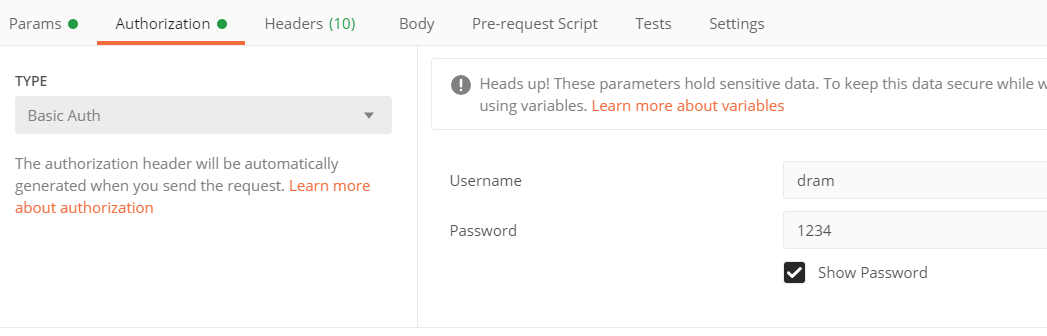 Params Authorization Headers (10) Body Pre-request Script Tests Settings
TYPE
Basic Auth
The authorization header will be automatically
generated when you send the request. Learn more
about authorization
Heads up! These parameters hold sensitive data. To keep this data secure while
using variables. Learn more about variables
Username
dram
Password
1234
Show Password